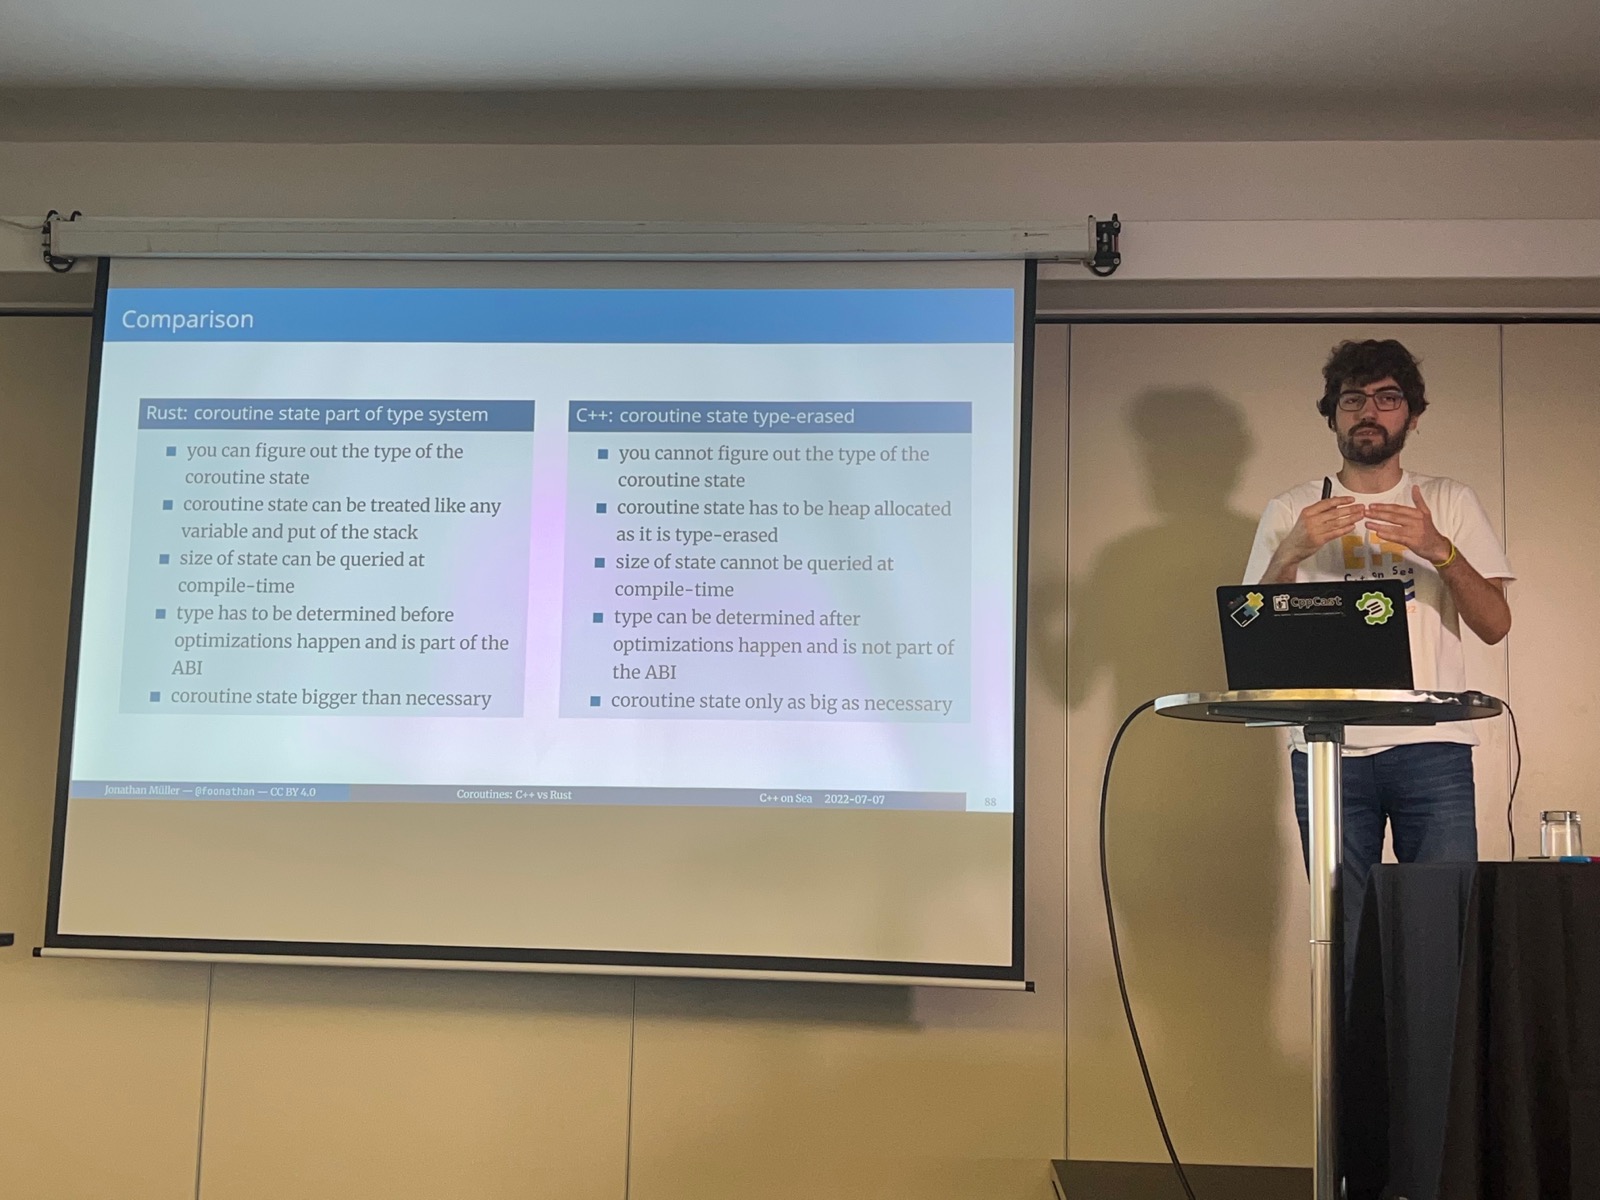 Comparison
Rust: coroutine state part of type system
you can figure out the type of the
coroutine state
coroutine state can be treated like any
variable and put of the stack
size of state can be queried at
compile-time
type has to be determined before
optimizations happen and is part of the
ABI
coroutine state bigger than necessary
C++: coroutine state type-erased
you cannot figure out the type of the
coroutine state
coroutine state has to be heap allocated
as it is type-erased
size of state cannot be queried at
compile-time
type can be determined after
optimizations happen and is not part of
the ABI
coroutine state only as big as necessary
Jonathan Müller — @foonathan — CC BY 4.0
Coroutines: C++ vs Rust
C++ on Sea 2022-07-07
88
on Sea
CppCast